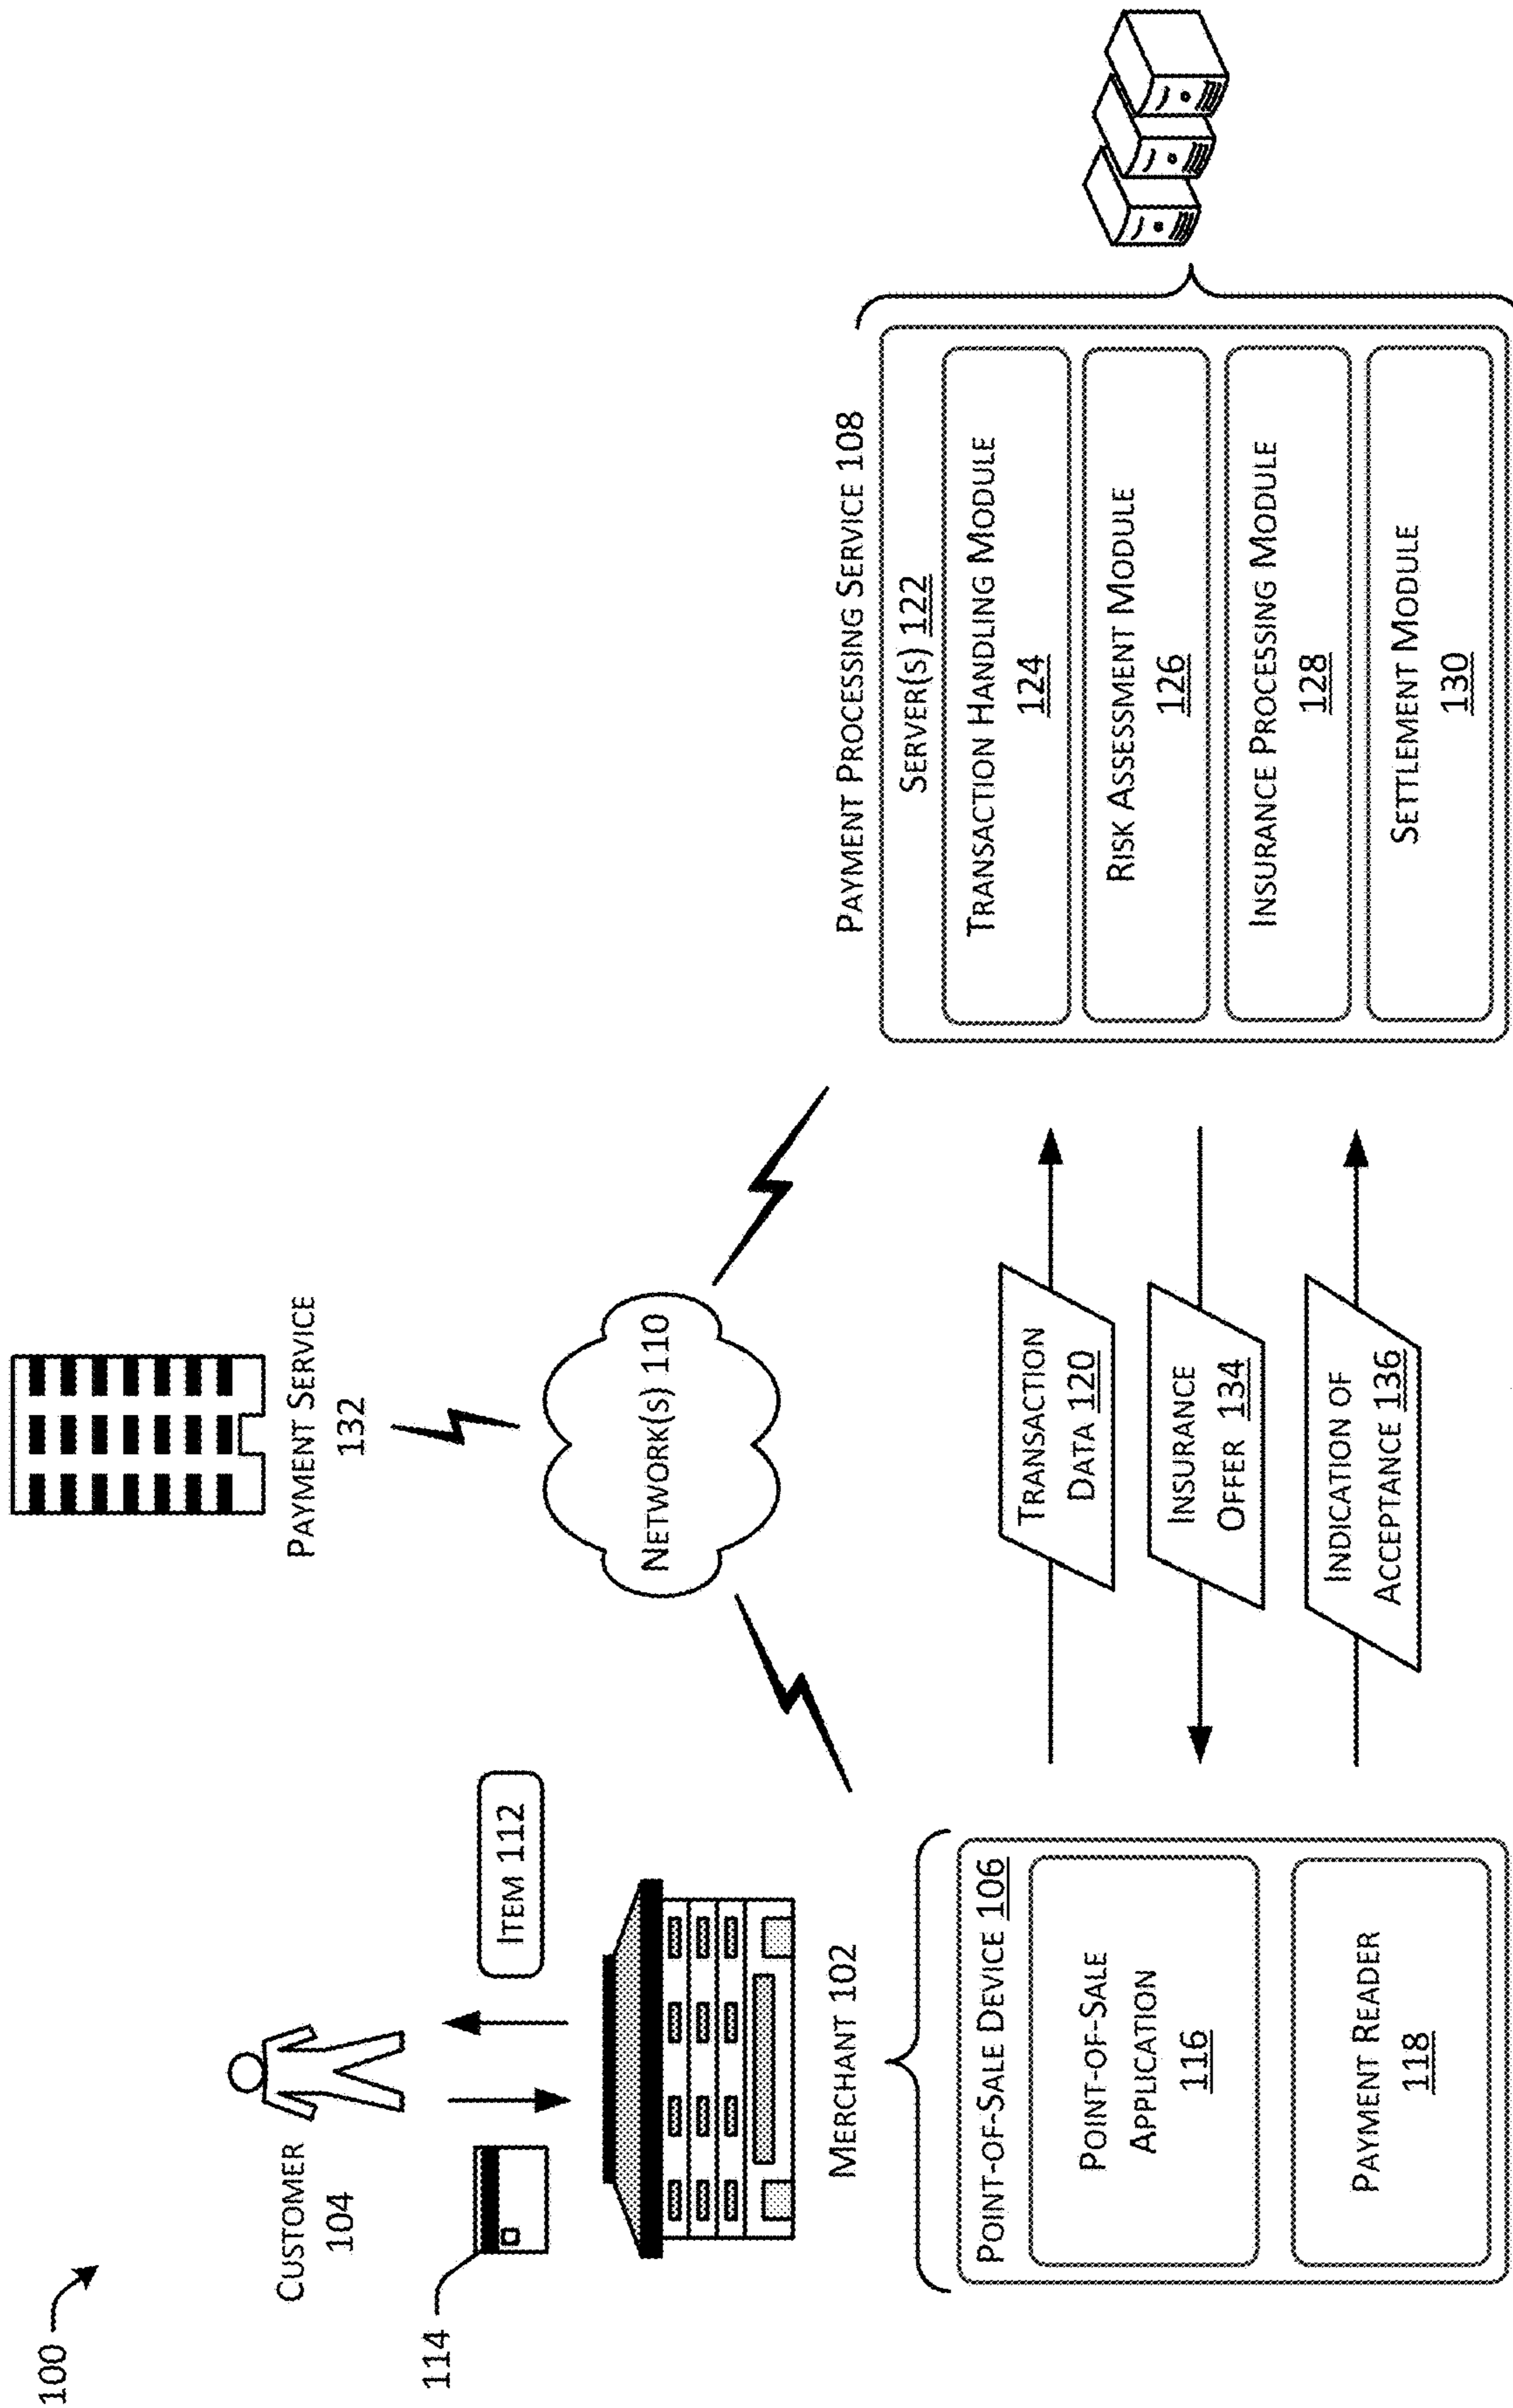 100
CUSTOMER
104
114
ITEM 112
MERCHANT 102
PAYMENT SERVICE
132
NETWORK(S) 110
POINT-OF-SALE DEVICE 106
POINT-OF-SALE
APPLICATION
116
PAYMENT READER
118
TRANSACTION
DATA 120
INSURANCE
OFFER 134
INDICATION OF
ACCEPTANCE 136
PAYMENT PROCESSING SERVICE 108
SERVER(S) 122
TRANSACTION HANDLING MODULE
124
RISK ASSESSMENT MODULE
126
INSURANCE PROCESSING MODULE
128
SETTLEMENT MODULE
130